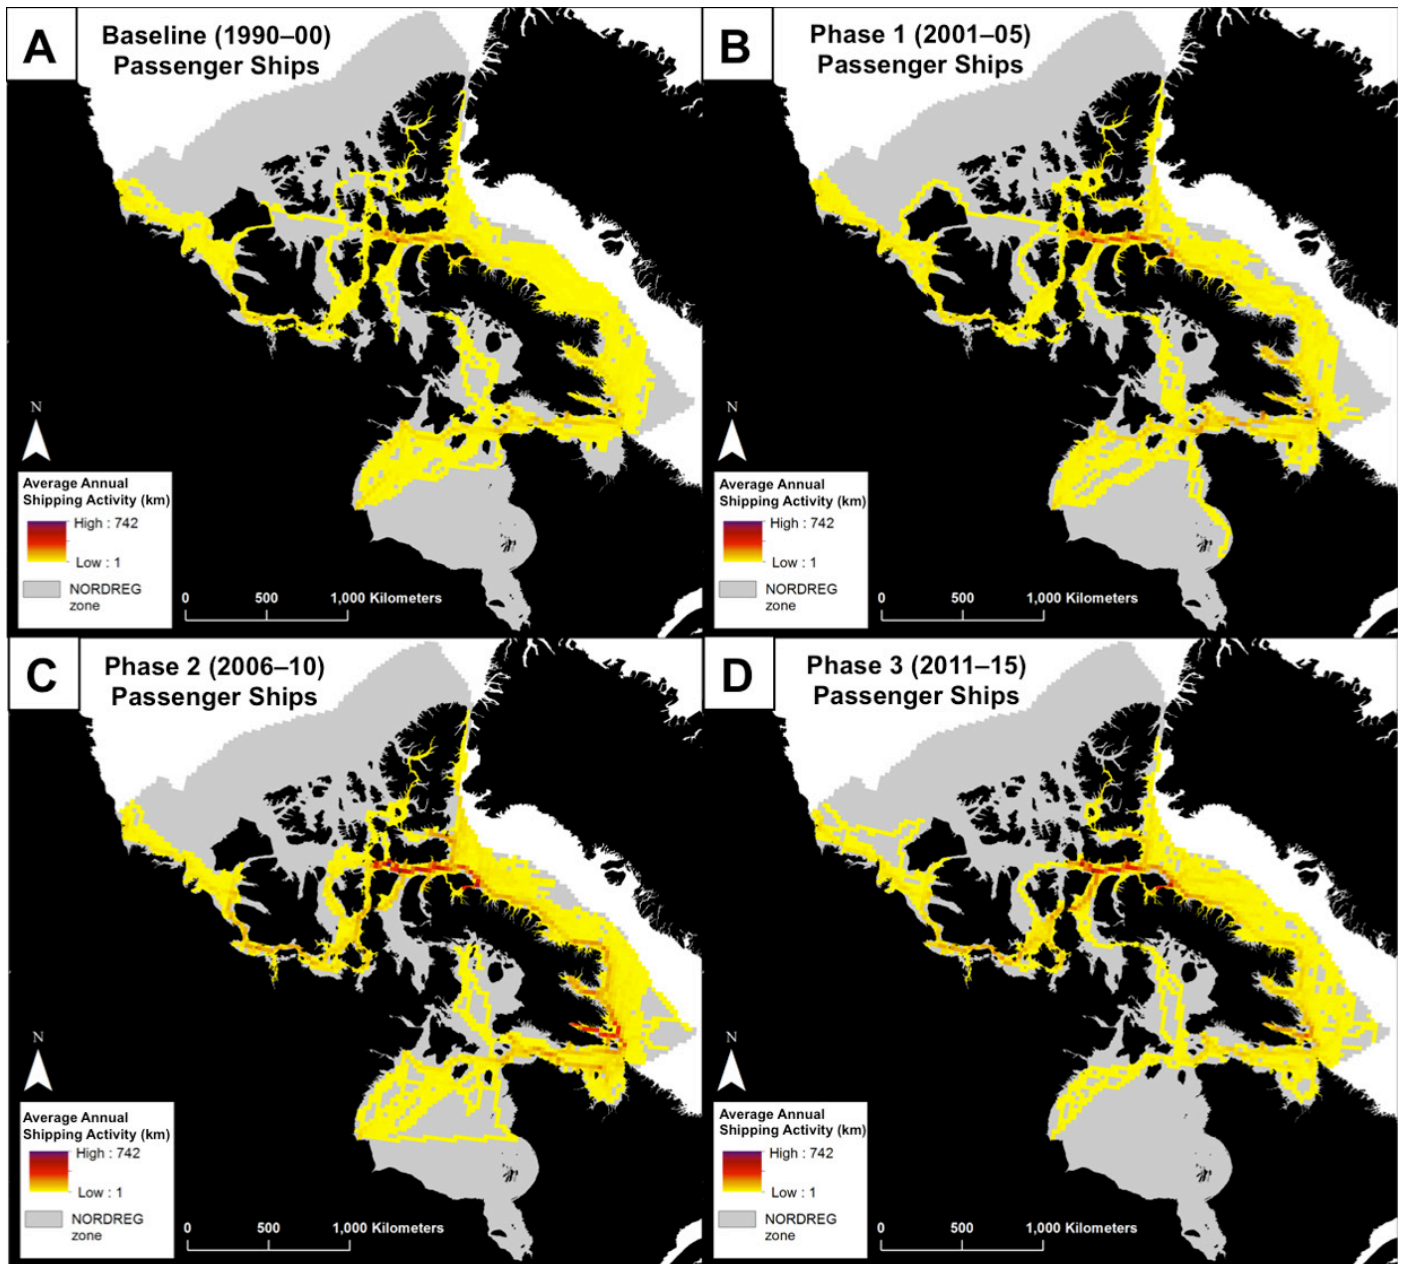 A
Baseline (1990–00)
Passenger Ships
N
Average Annual
Shipping Activity (km)
High : 742
Low : 1
NORDREG
zone
0 500 1,000 Kilometers
B
Phase 1 (2001–05)
Passenger Ships
N
Average Annual
Shipping Activity (km)
High : 742
Low : 1
NORDREG
zone
0 500 1,000 Kilometers
C
Phase 2 (2006–10)
Passenger Ships
N
Average Annual
Shipping Activity (km)
High : 742
Low : 1
NORDREG
zone
0 500 1,000 Kilometers
D
Phase 3 (2011–15)
Passenger Ships
N
Average Annual
Shipping Activity (km)
High : 742
Low : 1
NORDREG
zone
0 500 1,000 Kilometers